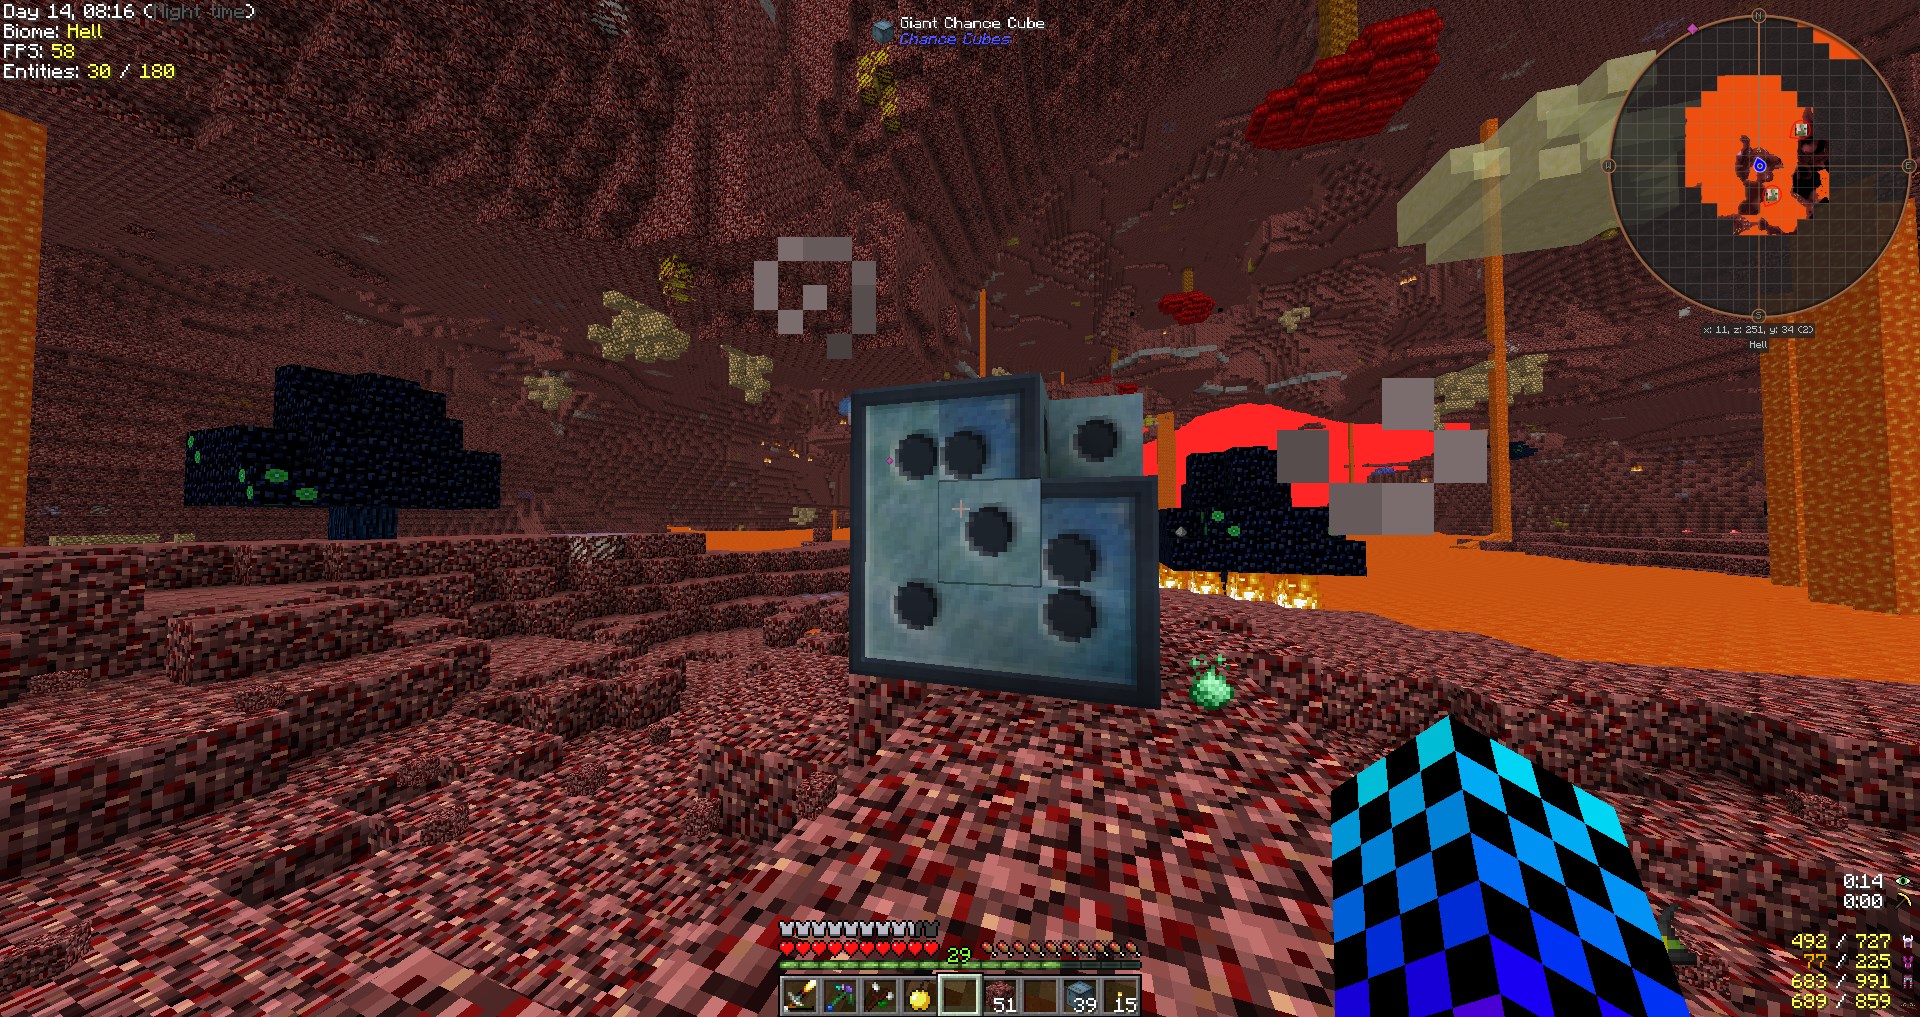 Day 14, 08:16 (Night time)
Biome: Hell
FPS: 58
Entities: 30 / 180
Giant Chance Cube
Chance Cubes
N
W
E
S
x: 11, z: 251, y: 34 (2)
Hell
0:14
0:00
492 / 727
77 / 225
683 / 991
689 / 859
29
51
39
15